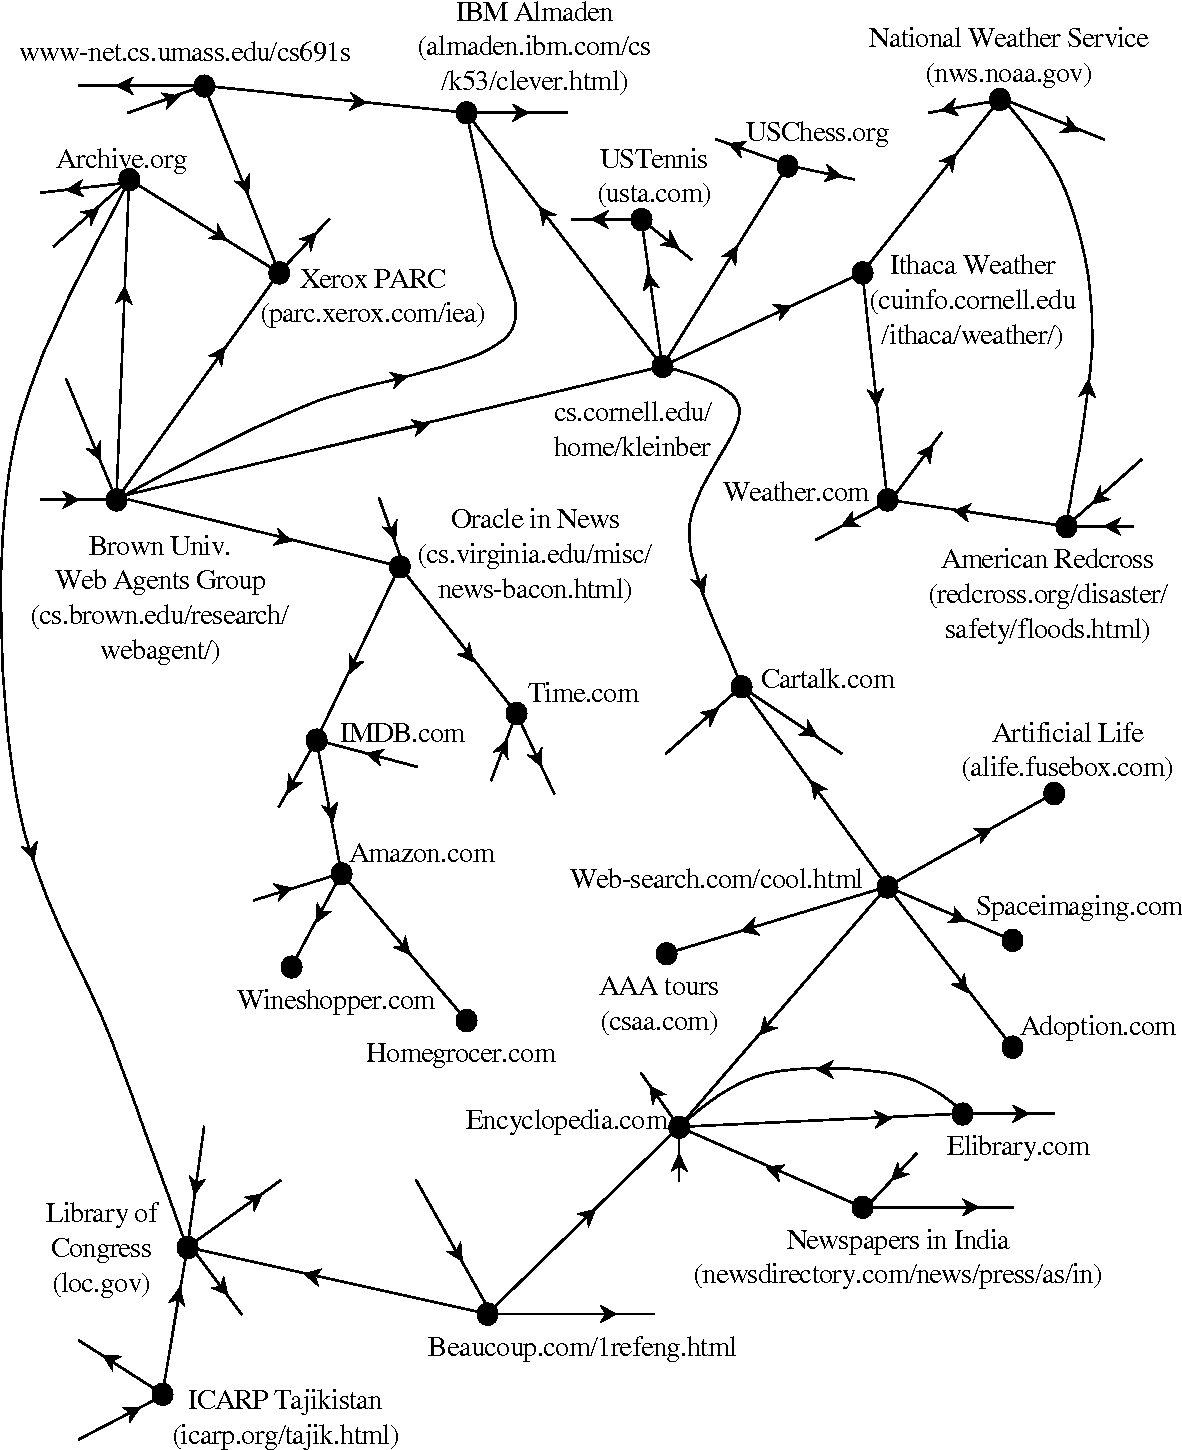 IBM Almaden
(almaden.ibm.com/cs
/k53/clever.html)
www-net.cs.umass.edu/cs691s
National Weather Service
(nws.noaa.gov)
Archive.org
USTennis
(usta.com)
USChess.org
Xerox PARC
(parc.xerox.com/iea)
Ithaca Weather
(cuinfo.cornell.edu
/ithaca/weather/)
cs.cornell.edu/
home/kleinber
Weather.com
Brown Univ.
Web Agents Group
(cs.brown.edu/research/
webagent/)
Oracle in News
(cs.virginia.edu/misc/
news-bacon.html)
American Redcross
(redcross.org/disaster/
safety/floods.html)
Cartalk.com
Time.com
IMDB.com
Artificial Life
(alife.fusebox.com)
Amazon.com
Web-search.com/cool.html
Spaceimaging.com
Wineshopper.com
AAA tours
(csaa.com)
Adoption.com
Homegrocer.com
Encyclopedia.com
Elibrary.com
Library of
Congress
(loc.gov)
Newspapers in India
(newsdirectory.com/news/press/as/in)
Beaucoup.com/1refeng.html
ICARP Tajikistan
(icarp.org/tajik.html)